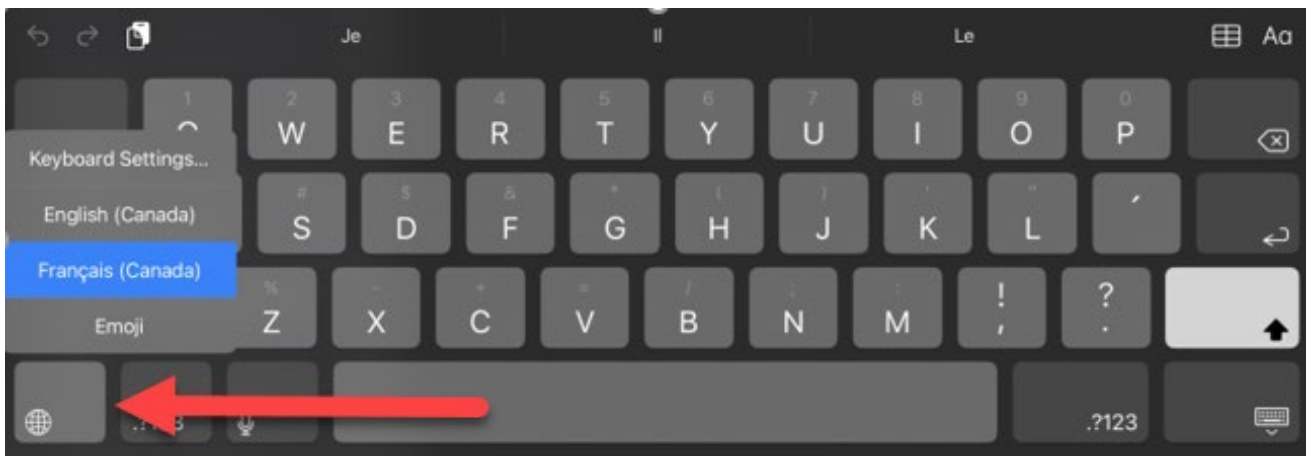 Je Il Le Aa
1 2 3 4 5 6 7 8 9 0
W E R T Y U I O P
Keyboard Settings...
English (Canada)
# $ & * ( ) ' "
S D F G H J K L ´
Français (Canada)
% - + = / ; : ! ?
Z X C V B N M , .
Emoji
.?123